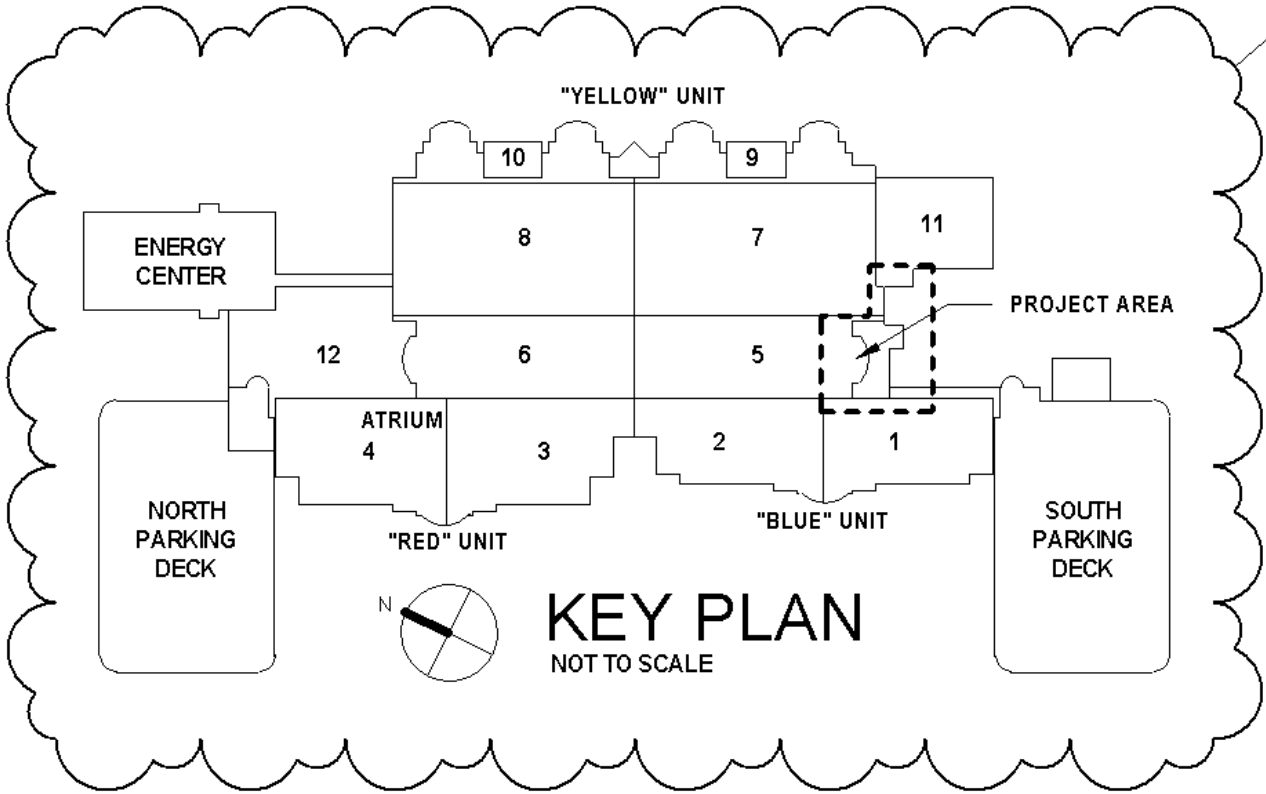 "YELLOW" UNIT
10
9
8
7
11
ENERGY
CENTER
PROJECT AREA
12
6
5
ATRIUM
4
3
2
1
NORTH
PARKING
DECK
"RED" UNIT
"BLUE" UNIT
SOUTH
PARKING
DECK
N
KEY PLAN
NOT TO SCALE